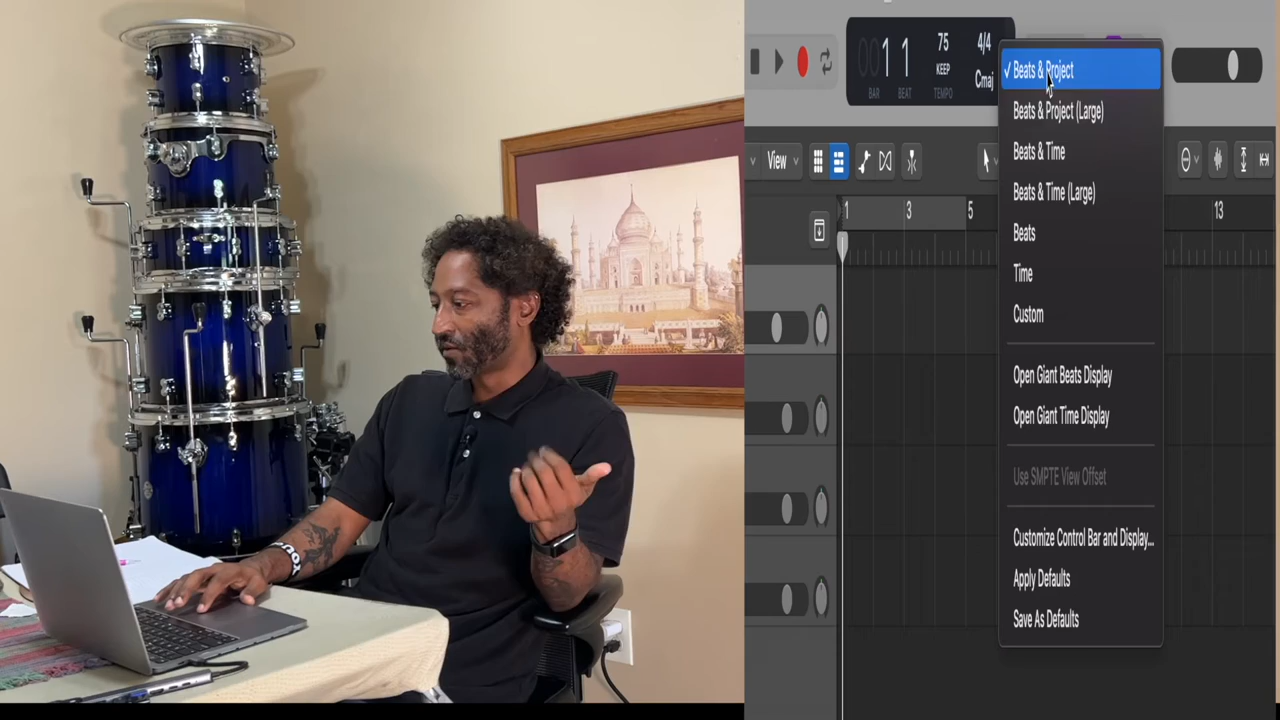 001 1
75
KEEP
4/4
Cmaj
BAR
BEAT
TEMPO
✓ Beats & Project
Beats & Project (Large)
Beats & Time
Beats & Time (Large)
Beats
Time
Custom
Open Giant Beats Display
Open Giant Time Display
Use SMPTE View Offset
Customize Control Bar and Display...
Apply Defaults
Save As Defaults
View
1
3
5
13